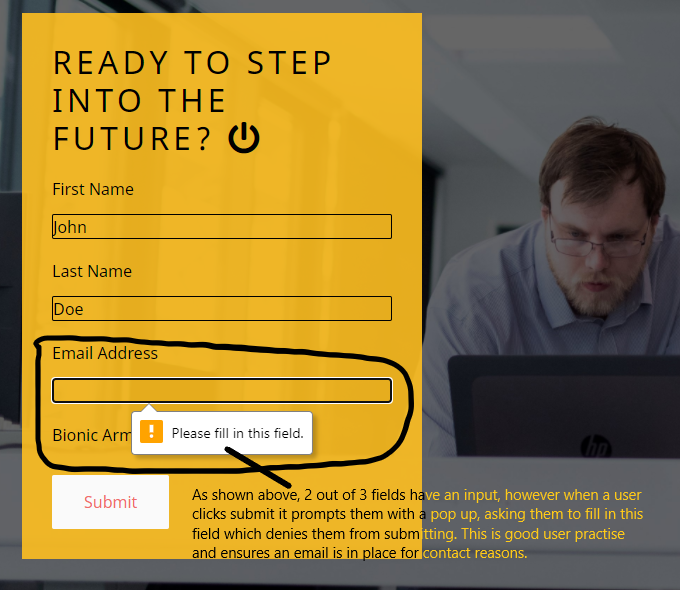 READY TO STEP
INTO THE
FUTURE?
First Name
John
Last Name
Doe
Email Address
Please fill in this field.
Bionic Arm
Submit
As shown above, 2 out of 3 fields have an input, however when a user
clicks submit it prompts them with a pop up, asking them to fill in this
field which denies them from submitting. This is good user practise
and ensures an email is in place for contact reasons.
hp